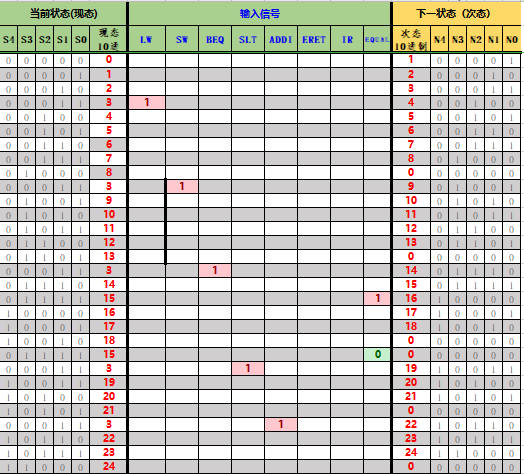 当前状态(现态) 输入信号 下一状态（次态）
S4 S3 S2 S1 S0 现态 10进 LW SW BEQ SLT ADDI ERET IR EQUAL 次态 10进制 N4 N3 N2 N1 N0
0 0 0 0 0 0 1 0 0 0 0 1
0 0 0 0 1 1 2 0 0 0 1 0
0 0 0 1 0 2 3 0 0 0 1 1
0 0 0 1 1 3 1 4 0 0 1 0 0
0 0 1 0 0 4 5 0 0 1 0 1
0 0 1 0 1 5 6 0 0 1 1 0
0 0 1 1 0 6 7 0 0 1 1 1
0 0 1 1 1 7 8 0 1 0 0 0
0 1 0 0 0 8 0 0 0 0 0 0
0 0 0 1 1 3 1 9 0 1 0 0 1
0 1 0 0 1 9 10 0 1 0 1 0
0 1 0 1 0 10 11 0 1 0 1 1
0 1 0 1 1 11 12 0 1 1 0 0
0 1 1 0 0 12 13 0 1 1 0 1
0 1 1 0 1 13 0 0 0 0 0 0
0 0 0 1 1 3 1 14 0 1 1 1 0
0 1 1 1 0 14 15 0 1 1 1 1
0 1 1 1 1 15 1 16 1 0 0 0 0
1 0 0 0 0 16 17 1 0 0 0 1
1 0 0 0 1 17 18 1 0 0 1 0
1 0 0 1 0 18 0 0 0 0 0 0
0 1 1 1 1 15 0 0 0 0 0 0 0
0 0 0 1 1 3 1 19 1 0 0 1 1
1 0 0 1 1 19 20 1 0 1 0 0
1 0 1 0 0 20 21 1 0 1 0 1
1 0 1 0 1 21 0 0 0 0 0 0
0 0 0 1 1 3 1 22 1 0 1 1 0
1 0 1 1 0 22 23 1 0 1 1 1
1 0 1 1 1 23 24 1 1 0 0 0
1 1 0 0 0 24 0 0 0 0 0 0